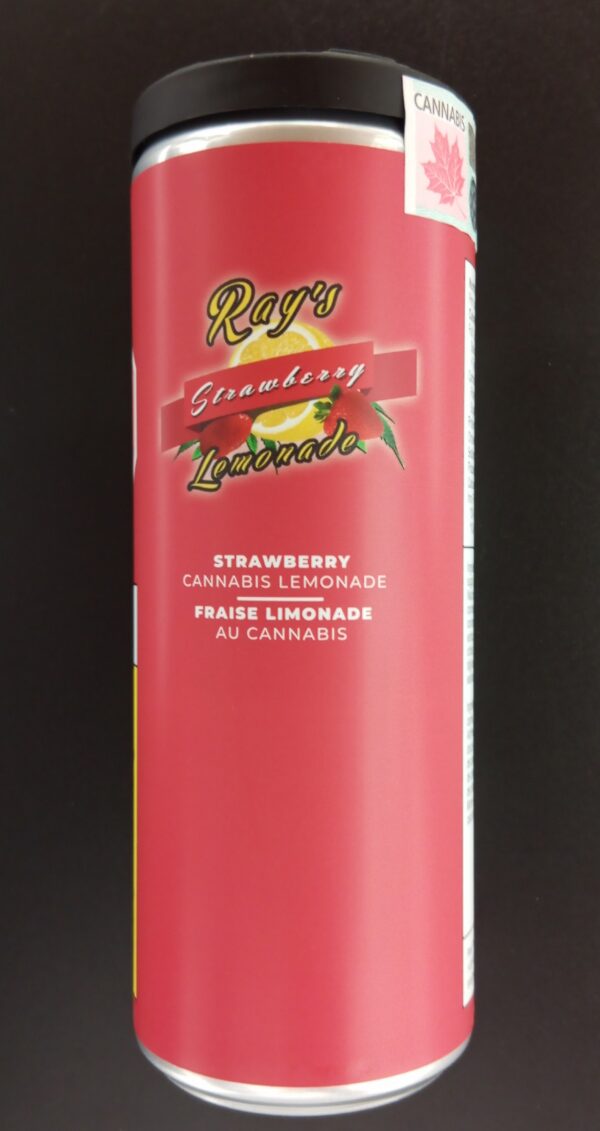 CANNABIS
Ray's
Strawberry
Lemonade
STRAWBERRY
CANNABIS LEMONADE
FRAISE LIMONADE
AU CANNABIS